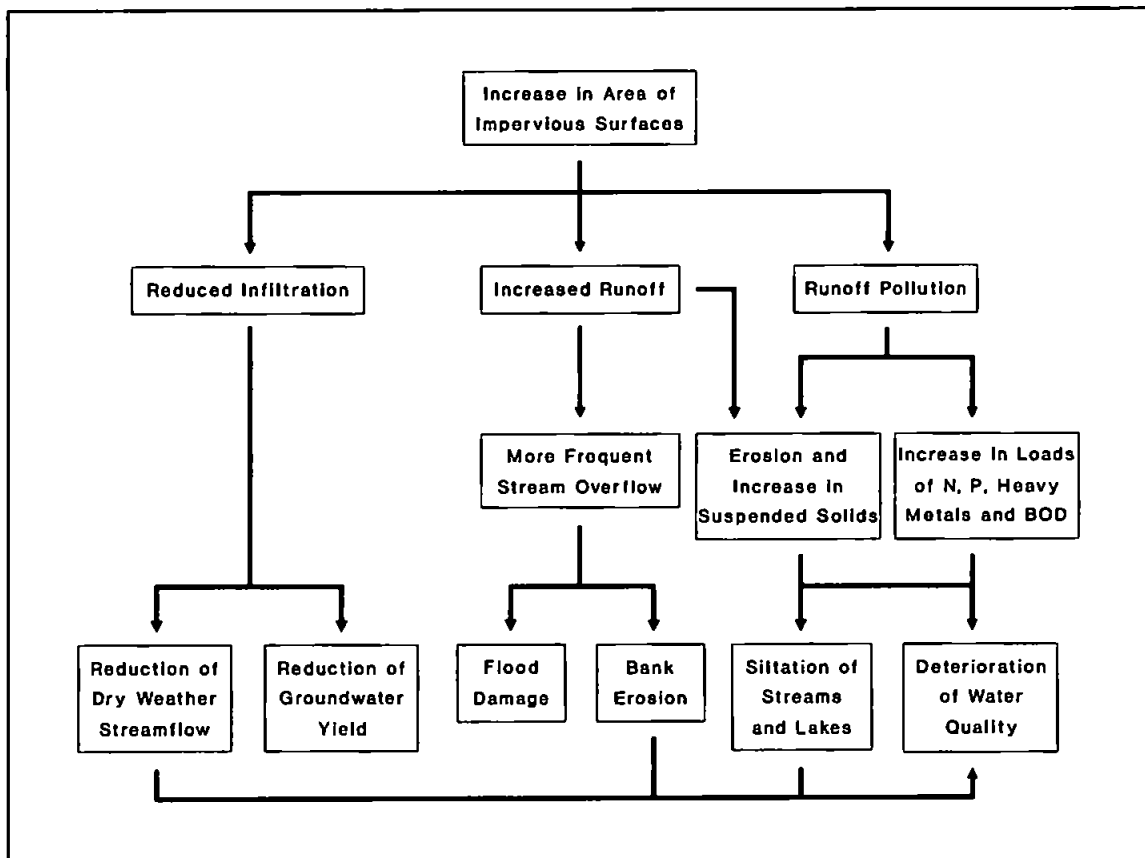 Increase in Area of
Impervious Surfaces
Reduced Infiltration
Increased Runoff
Runoff Pollution
More Frequent
Stream Overflow
Erosion and
Increase in
Suspended Solids
Increase in Loads
of N, P, Heavy
Metals and BOD
Reduction of
Dry Weather
Streamflow
Reduction of
Groundwater
Yield
Flood
Damage
Bank
Erosion
Siltation of
Streams
and Lakes
Deterioration
of Water
Quality